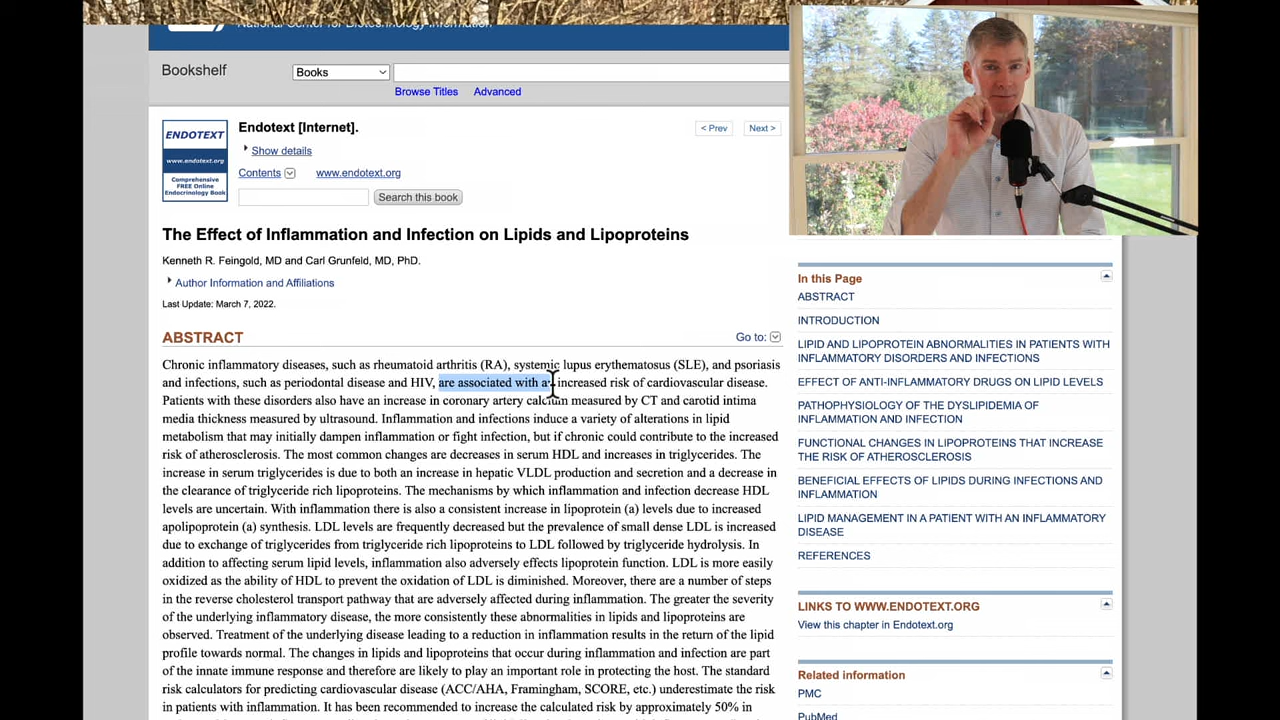 National Center for Biotechnology Information
Bookshelf
Books
Browse Titles
Advanced
ENDOTEXT
www.endotext.org
Comprehensive
FREE Online
Endocrinology Book
Endotext [Internet].
Show details
Contents
www.endotext.org
Search this book
< Prev
Next >
The Effect of Inflammation and Infection on Lipids and Lipoproteins
Kenneth R. Feingold, MD and Carl Grunfeld, MD, PhD.
Author Information and Affiliations
Last Update: March 7, 2022.
ABSTRACT
Go to:
Chronic inflammatory diseases, such as rheumatoid arthritis (RA), systemic lupus erythematosus (SLE), and psoriasis
and infections, such as periodontal disease and HIV, are associated with an increased risk of cardiovascular disease.
Patients with these disorders also have an increase in coronary artery calcium measured by CT and carotid intima
media thickness measured by ultrasound. Inflammation and infections induce a variety of alterations in lipid
metabolism that may initially dampen inflammation or fight infection, but if chronic could contribute to the increased
risk of atherosclerosis. The most common changes are decreases in serum HDL and increases in triglycerides. The
increase in serum triglycerides is due to both an increase in hepatic VLDL production and secretion and a decrease in
the clearance of triglyceride rich lipoproteins. The mechanisms by which inflammation and infection decrease HDL
levels are uncertain. With inflammation there is also a consistent increase in lipoprotein (a) levels due to increased
apolipoprotein (a) synthesis. LDL levels are frequently decreased but the prevalence of small dense LDL is increased
due to exchange of triglycerides from triglyceride rich lipoproteins to LDL followed by triglyceride hydrolysis. In
addition to affecting serum lipid levels, inflammation also adversely effects lipoprotein function. LDL is more easily
oxidized as the ability of HDL to prevent the oxidation of LDL is diminished. Moreover, there are a number of steps
in the reverse cholesterol transport pathway that are adversely affected during inflammation. The greater the severity
of the underlying inflammatory disease, the more consistently these abnormalities in lipids and lipoproteins are
observed. Treatment of the underlying disease leading to a reduction in inflammation results in the return of the lipid
profile towards normal. The changes in lipids and lipoproteins that occur during inflammation and infection are part
of the innate immune response and therefore are likely to play an important role in protecting the host. The standard
risk calculators for predicting cardiovascular disease (ACC/AHA, Framingham, SCORE, etc.) underestimate the risk
in patients with inflammation. It has been recommended to increase the calculated risk by approximately 50% in
In this Page
ABSTRACT
INTRODUCTION
LIPID AND LIPOPROTEIN ABNORMALITIES IN PATIENTS WITH
INFLAMMATORY DISORDERS AND INFECTIONS
EFFECT OF ANTI-INFLAMMATORY DRUGS ON LIPID LEVELS
PATHOPHYSIOLOGY OF THE DYSLIPIDEMIA OF
INFLAMMATION AND INFECTION
FUNCTIONAL CHANGES IN LIPOPROTEINS THAT INCREASE
THE RISK OF ATHEROSCLEROSIS
BENEFICIAL EFFECTS OF LIPIDS DURING INFECTIONS AND
INFLAMMATION
LIPID MANAGEMENT IN A PATIENT WITH AN INFLAMMATORY
DISEASE
REFERENCES
LINKS TO WWW.ENDOTEXT.ORG
View this chapter in Endotext.org
Related information
PMC
PubMed